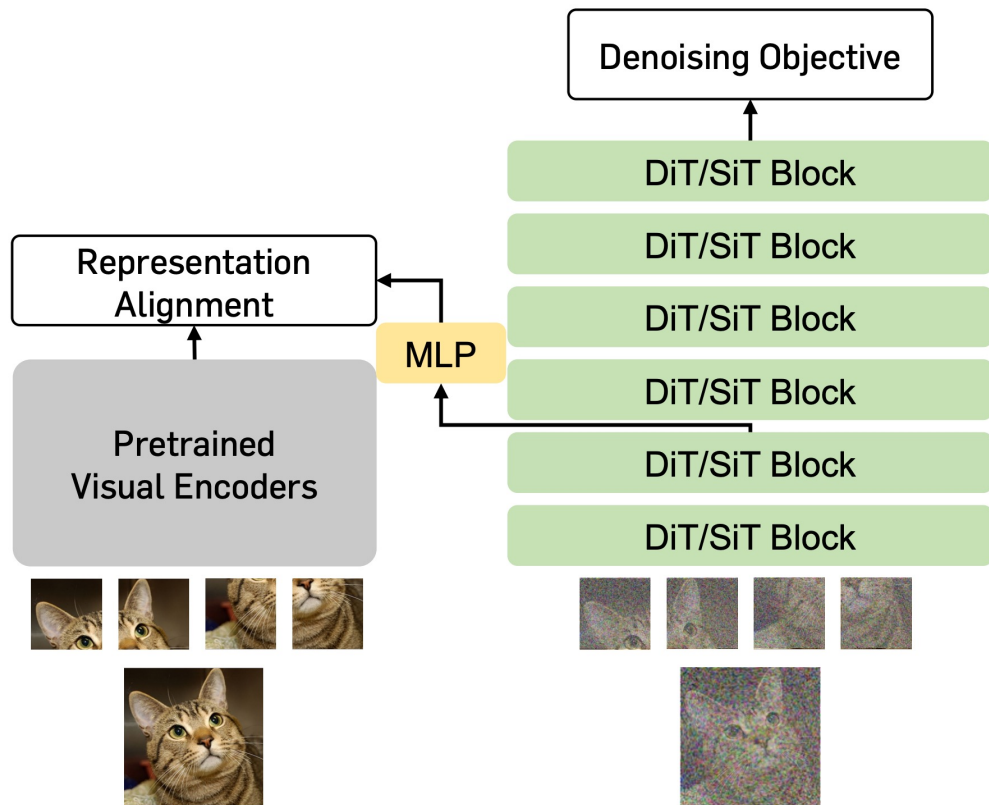 Denoising Objective
DiT/SiT Block
DiT/SiT Block
DiT/SiT Block
DiT/SiT Block
DiT/SiT Block
DiT/SiT Block
Representation
Alignment
MLP
Pretrained
Visual Encoders